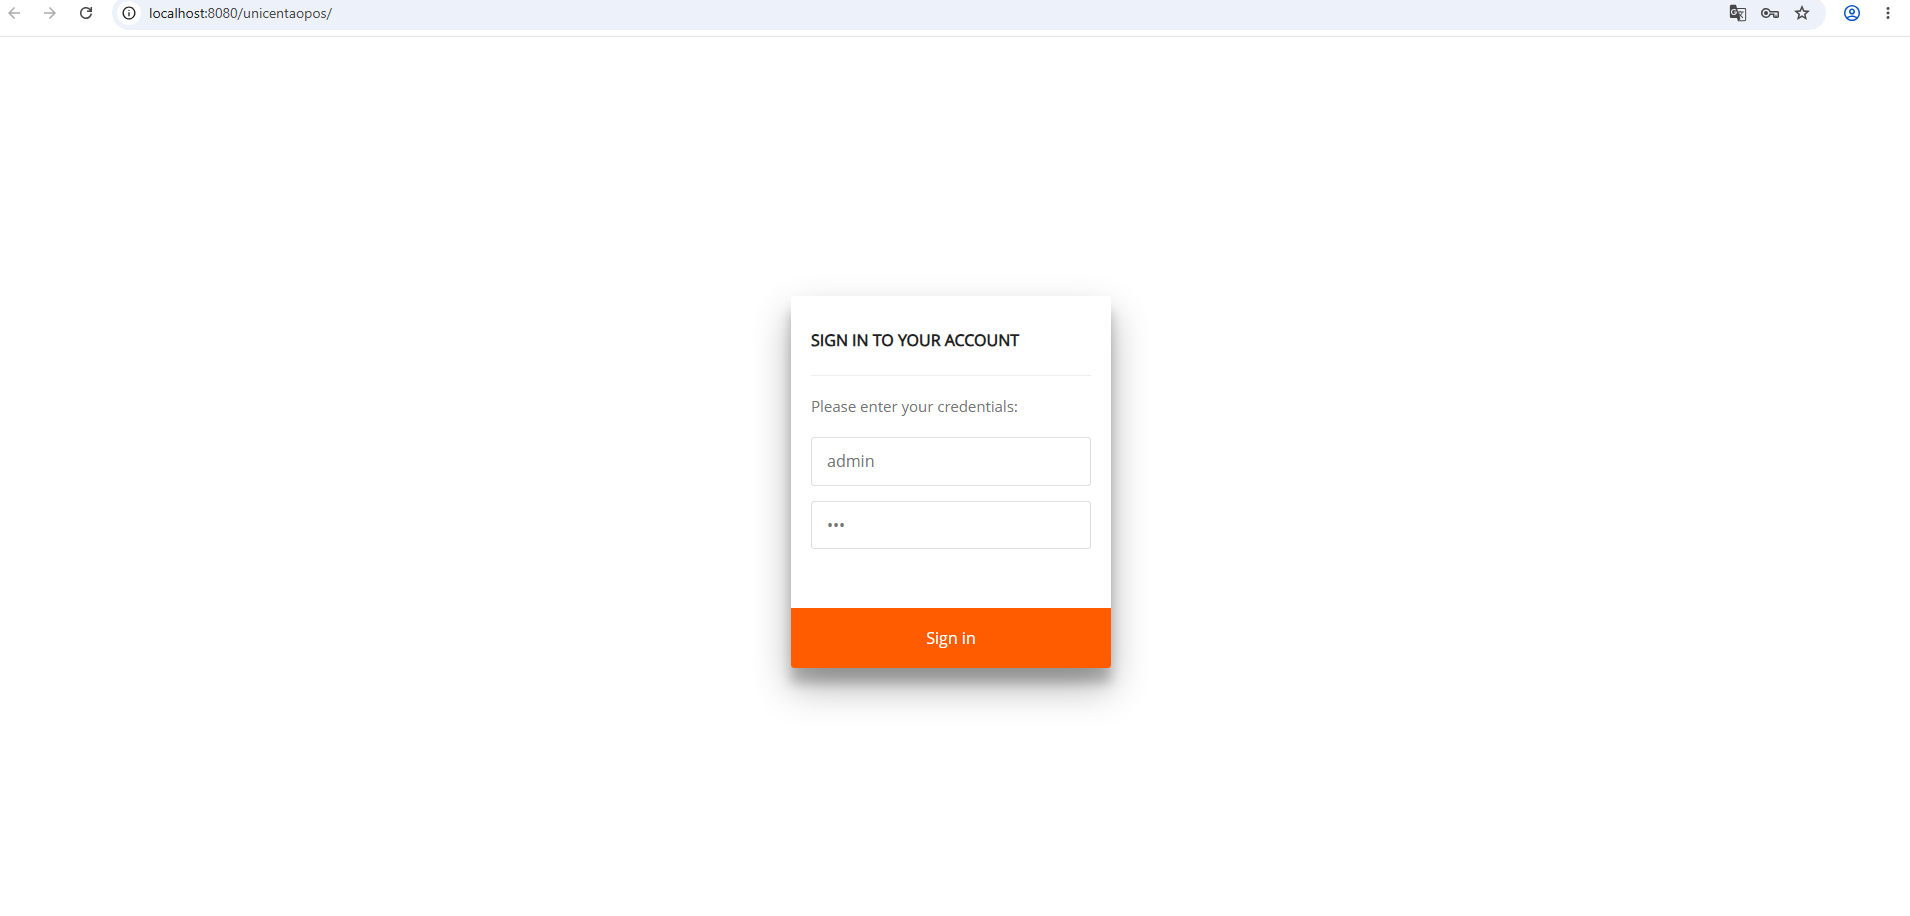 localhost:8080/unicentaopos/
SIGN IN TO YOUR ACCOUNT
Please enter your credentials:
admin
•••
Sign in